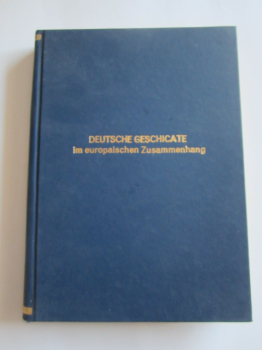 DEUTSCHE GESCHICATE
im europaischen Zusammenhang